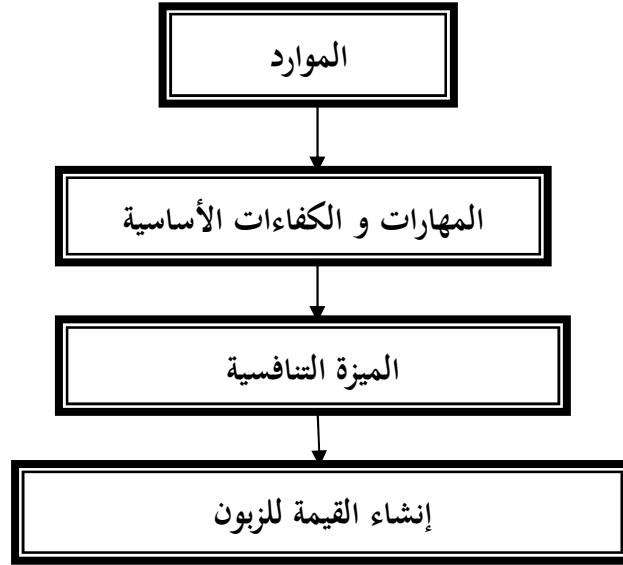 الموارد
المهارات و الكفاءات الأساسية
الميزة التنافسية
إنشاء القيمة للزبون